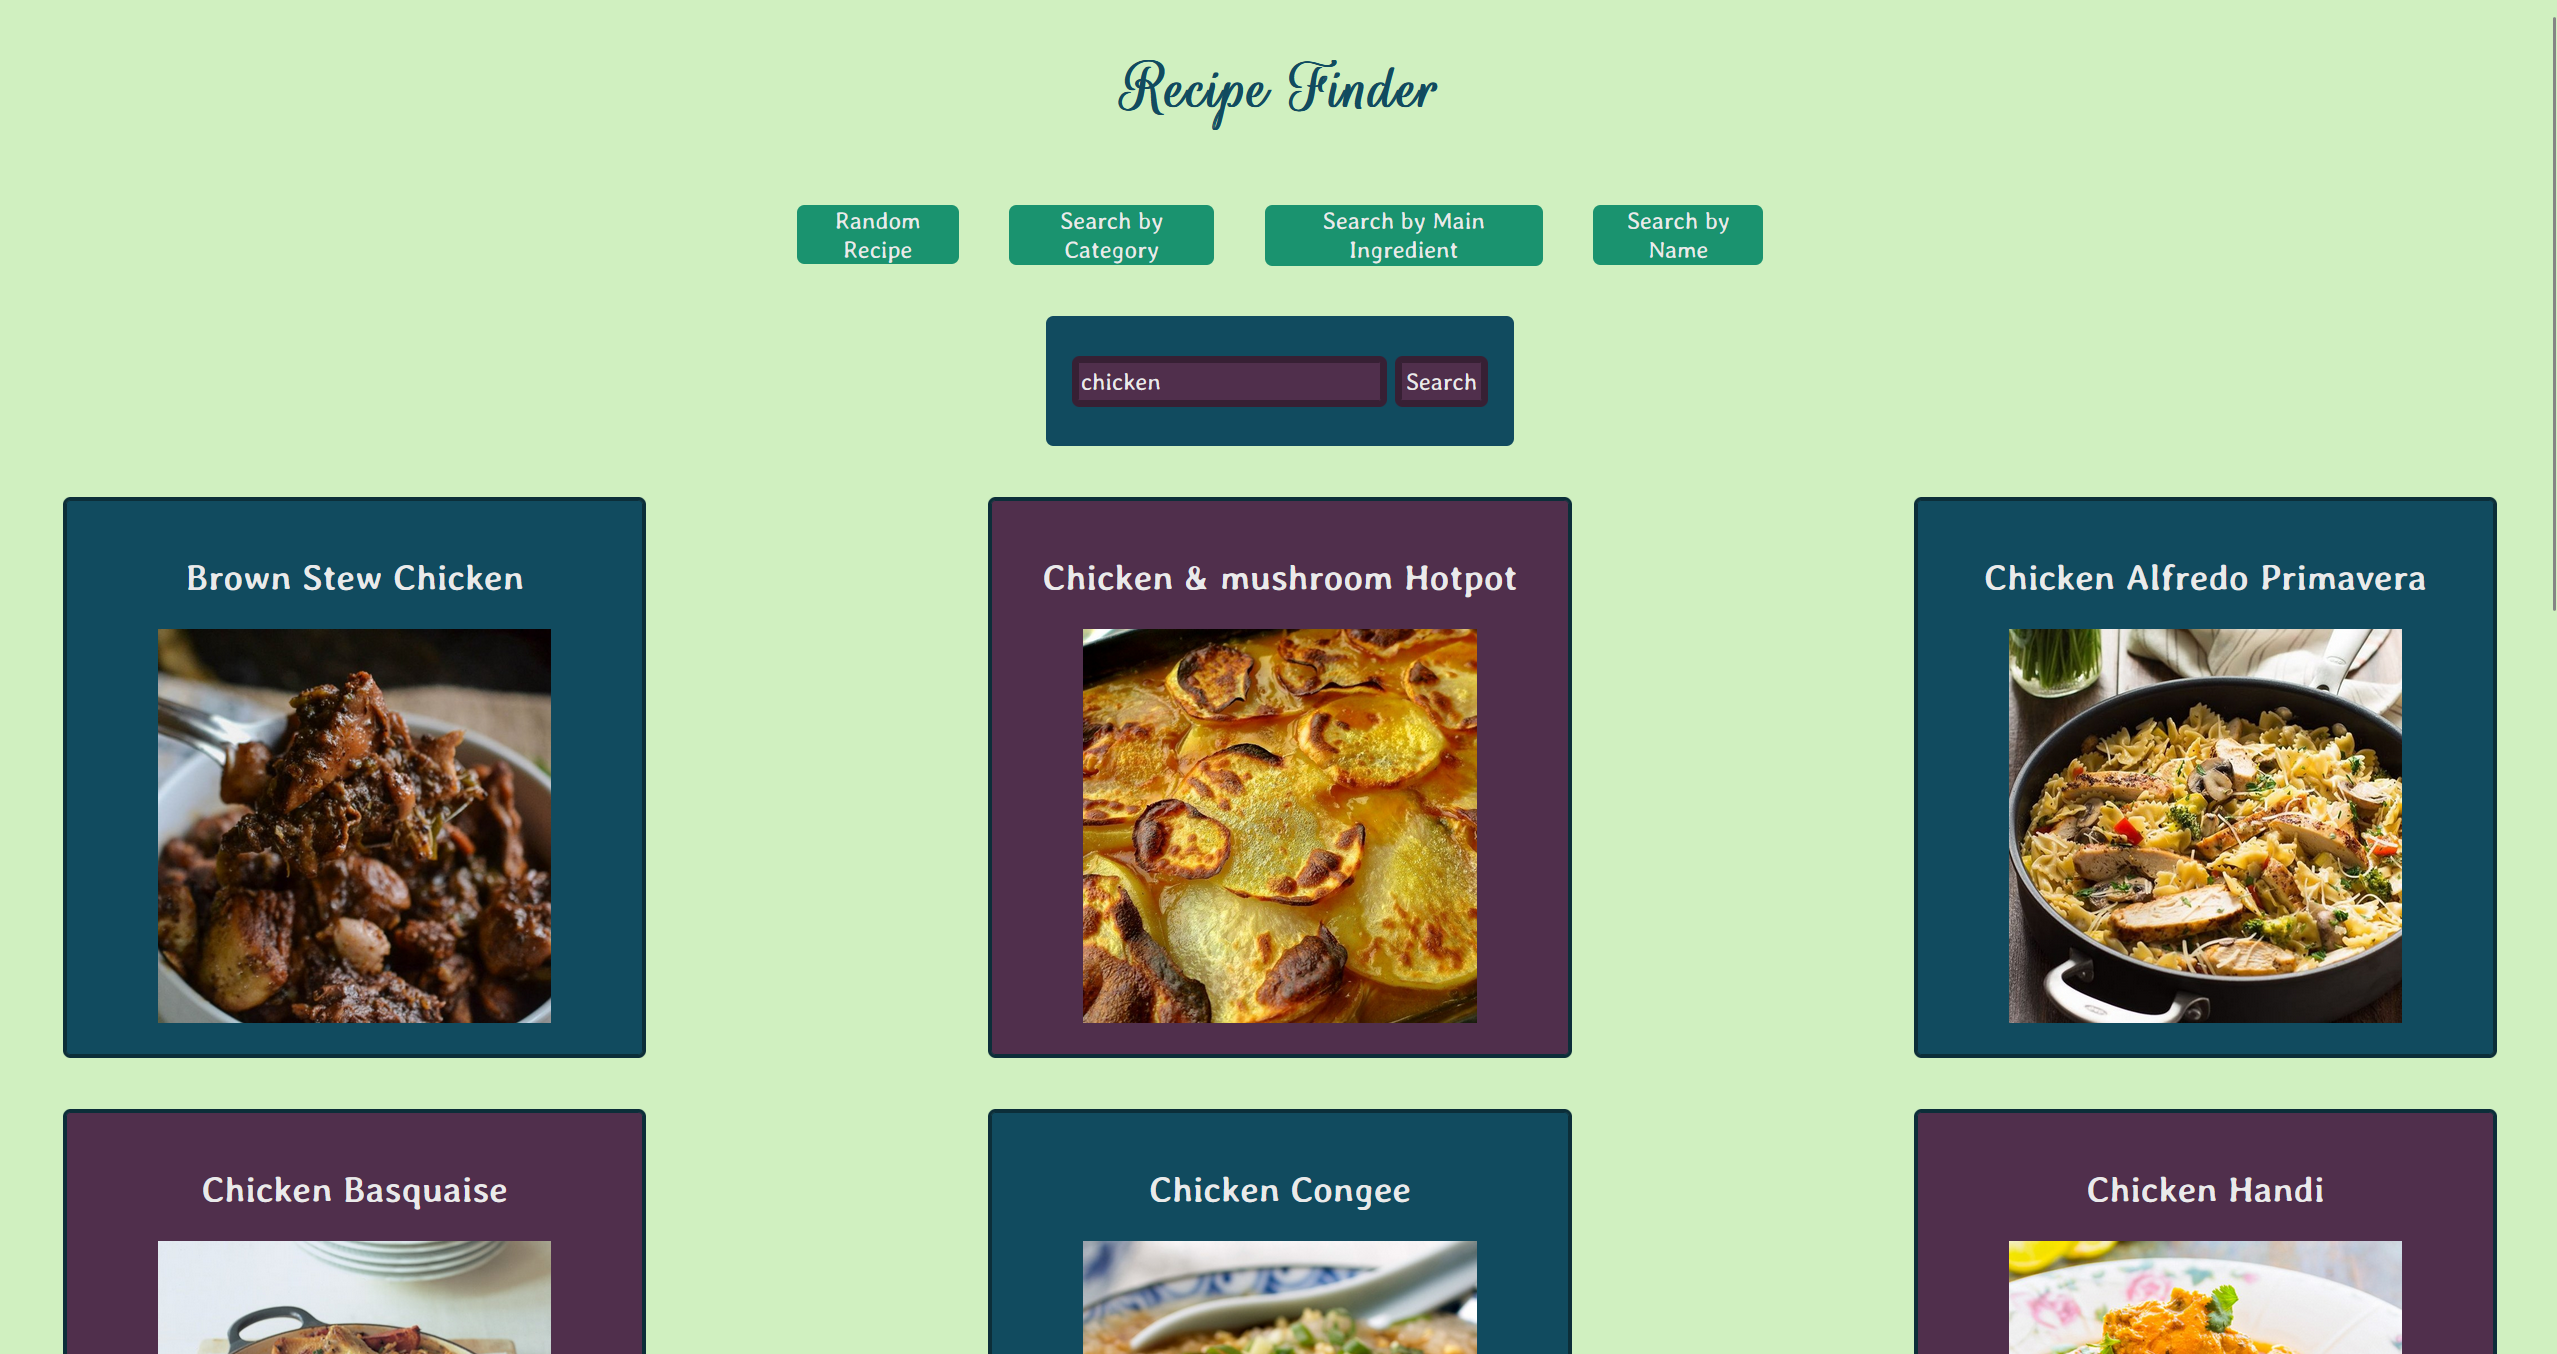 Recipe Finder
Random
Recipe
Search by
Category
Search by Main
Ingredient
Search by
Name
chicken
Search
Brown Stew Chicken
Chicken & mushroom Hotpot
Chicken Alfredo Primavera
Chicken Basquaise
Chicken Congee
Chicken Handi